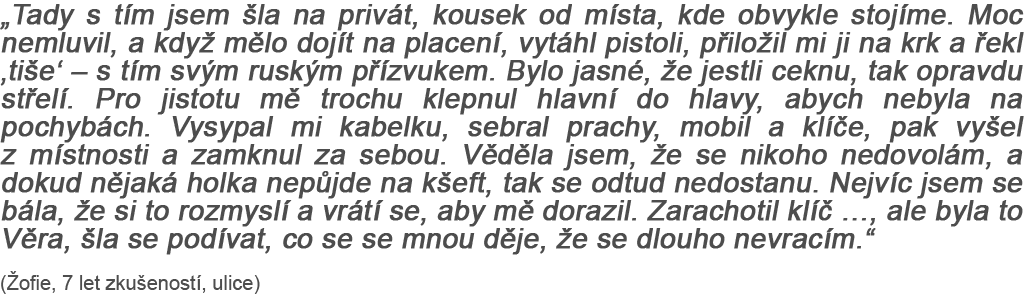 „Tady s tím jsem šla na privát, kousek od místa, kde obvykle stojíme. Moc
nemluvil, a když mělo dojít na placení, vytáhl pistoli, přiložil mi ji na krk a řekl
‚tiše‘ – s tím svým ruským přízvukem. Bylo jasné, že jestli ceknu, tak opravdu
střelí. Pro jistotu mě trochu klepnul hlavní do hlavy, abych nebyla na
pochybách. Vysypal mi kabelku, sebral prachy, mobil a klíče, pak vyšel
z místnosti a zamknul za sebou. Věděla jsem, že se nikoho nedovolám, a
dokud nějaká holka nepůjde na kšeft, tak se odtud nedostanu. Nejvíc jsem se
bála, že si to rozmyslí a vrátí se, aby mě dorazil. Zarachotil klíč ..., ale byla to
Věra, šla se podívat, co se se mnou děje, že se dlouho nevracím.“
(Žofie, 7 let zkušeností, ulice)